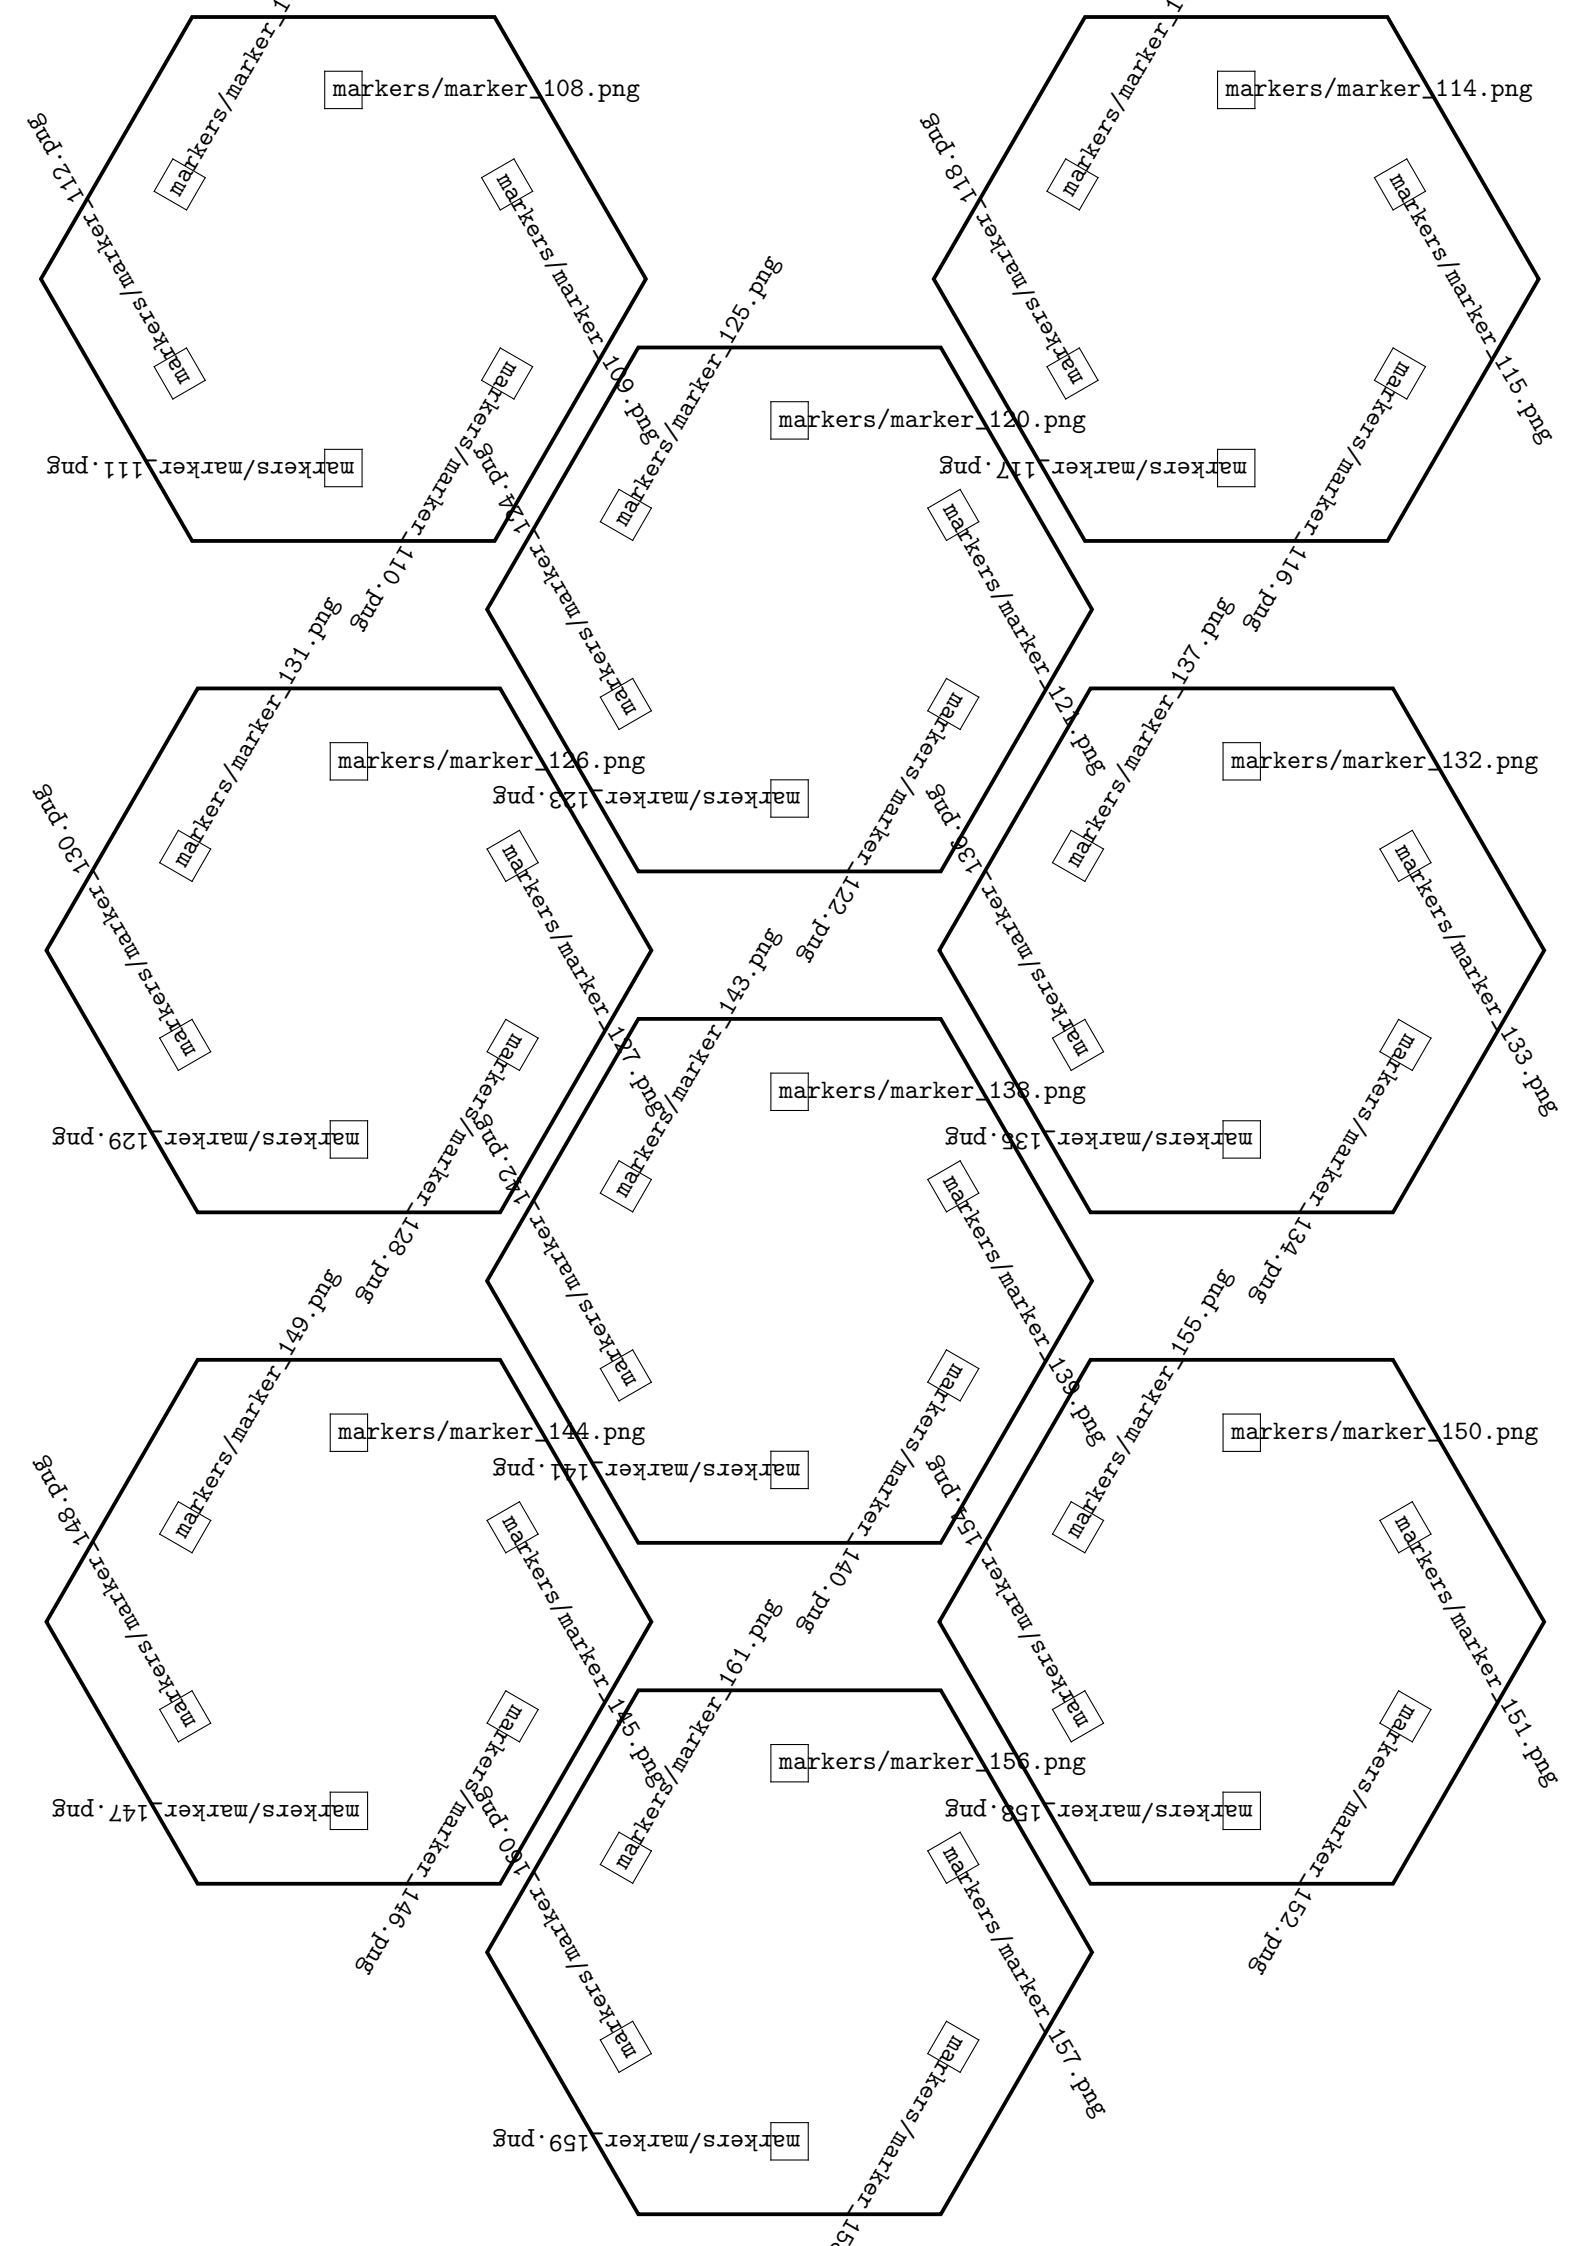 markers/marker_108.png
markers/marker_109.png
markers/marker_110.png
markers/marker_111.png
markers/marker_112.png
markers/marker_1
markers/marker_114.png
markers/marker_115.png
markers/marker_116.png
markers/marker_117.png
markers/marker_118.png
markers/marker_1
markers/marker_120.png
markers/marker_121.png
markers/marker_122.png
markers/marker_123.png
markers/marker_124.png
markers/marker_125.png
markers/marker_126.png
markers/marker_127.png
markers/marker_128.png
markers/marker_129.png
markers/marker_130.png
markers/marker_131.png
markers/marker_132.png
markers/marker_133.png
markers/marker_134.png
markers/marker_135.png
markers/marker_136.png
markers/marker_137.png
markers/marker_138.png
markers/marker_139.png
markers/marker_140.png
markers/marker_141.png
markers/marker_142.png
markers/marker_143.png
markers/marker_144.png
markers/marker_145.png
markers/marker_146.png
markers/marker_147.png
markers/marker_148.png
markers/marker_149.png
markers/marker_150.png
markers/marker_151.png
markers/marker_152.png
markers/marker_153.png
markers/marker_154.png
markers/marker_155.png
markers/marker_156.png
markers/marker_157.png
markers/marker_15
markers/marker_159.png
markers/marker_160.png
markers/marker_161.png